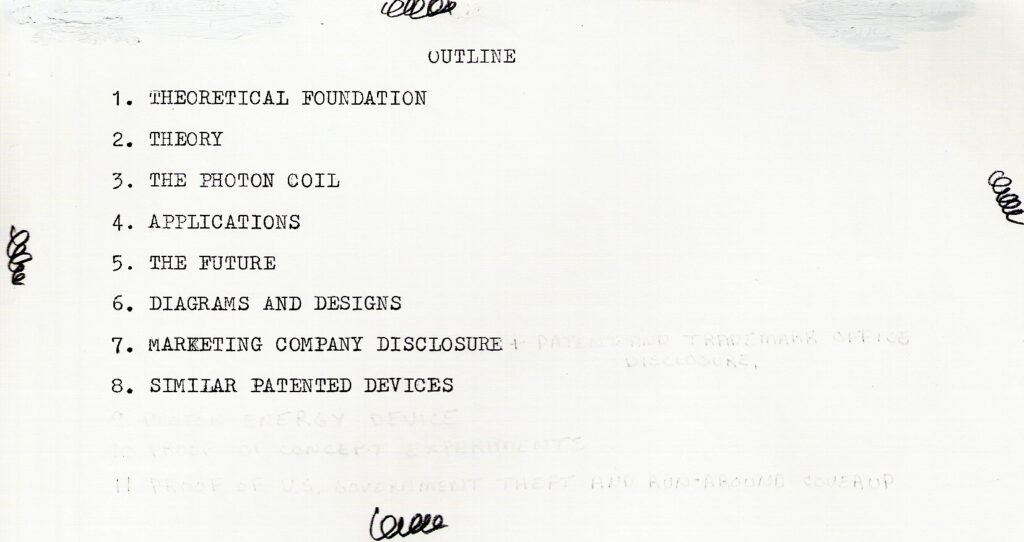 OUTLINE
1. THEORETICAL FOUNDATION
2. THEORY
3. THE PHOTON COIL
4. APPLICATIONS
5. THE FUTURE
6. DIAGRAMS AND DESIGNS
7. MARKETING COMPANY DISCLOSURE + PATENT AND TRADEMARK OFFICE
DISCLOSURE.
8. SIMILAR PATENTED DEVICES
9 PHOTON ENERGY DEVICE
10 PROOF OF CONCEPT EXPERIMENTS
11 PROOF OF U.S. GOVERNMENT THEFT AND RUN-AROUND COVERUP